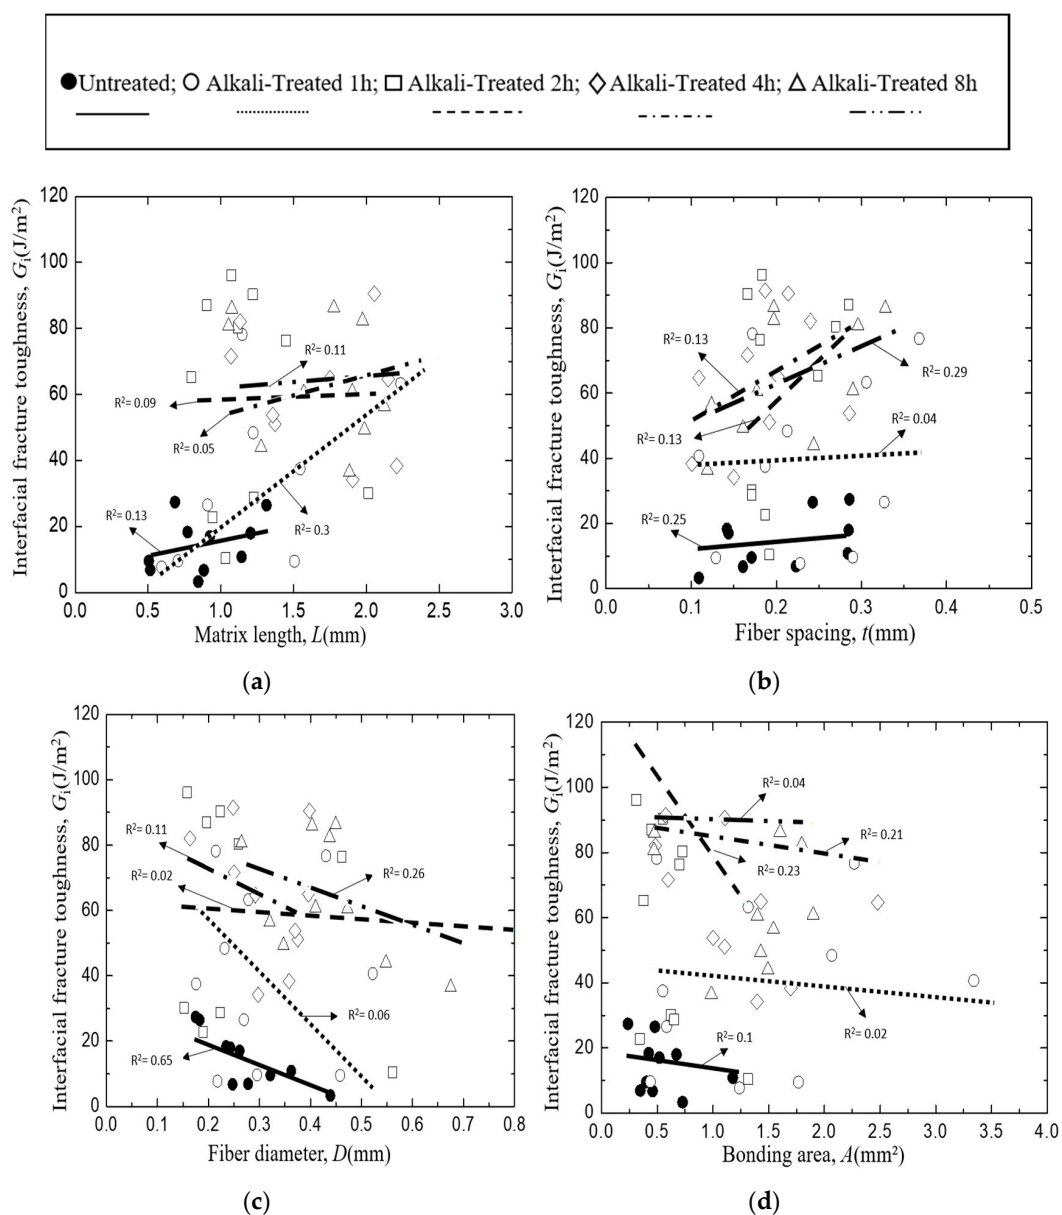 Untreated; Alkali-Treated 1h; Alkali-Treated 2h; Alkali-Treated 4h; Alkali-Treated 8h
Interfacial fracture toughness, Gi(J/m²)
120
100
80
60
40
20
0
R²= 0.11
R²= 0.09
R²= 0.05
R²= 0.13
R²= 0.3
0.0 0.5 1.0 1.5 2.0 2.5 3.0
Matrix length, L(mm)
(a)
Interfacial fracture toughness, Gi(J/m²)
120
100
80
60
40
20
0
R²= 0.13
R²= 0.29
R²= 0.04
R²= 0.13
R²= 0.25
0.0 0.1 0.2 0.3 0.4 0.5
Fiber spacing, t(mm)
(b)
Interfacial fracture toughness, Gi(J/m²)
120
100
80
60
40
20
0
R²= 0.11
R²= 0.02
R²= 0.26
R²= 0.06
R²= 0.65
0.0 0.1 0.2 0.3 0.4 0.5 0.6 0.7 0.8
Fiber diameter, D(mm)
(c)
Interfacial fracture toughness, Gi(J/m²)
120
100
80
60
40
20
0
R²= 0.04
R²= 0.21
R²= 0.23
R²= 0.02
R²= 0.1
0.0 0.5 1.0 1.5 2.0 2.5 3.0 3.5 4.0
Bonding area, A(mm²)
(d)